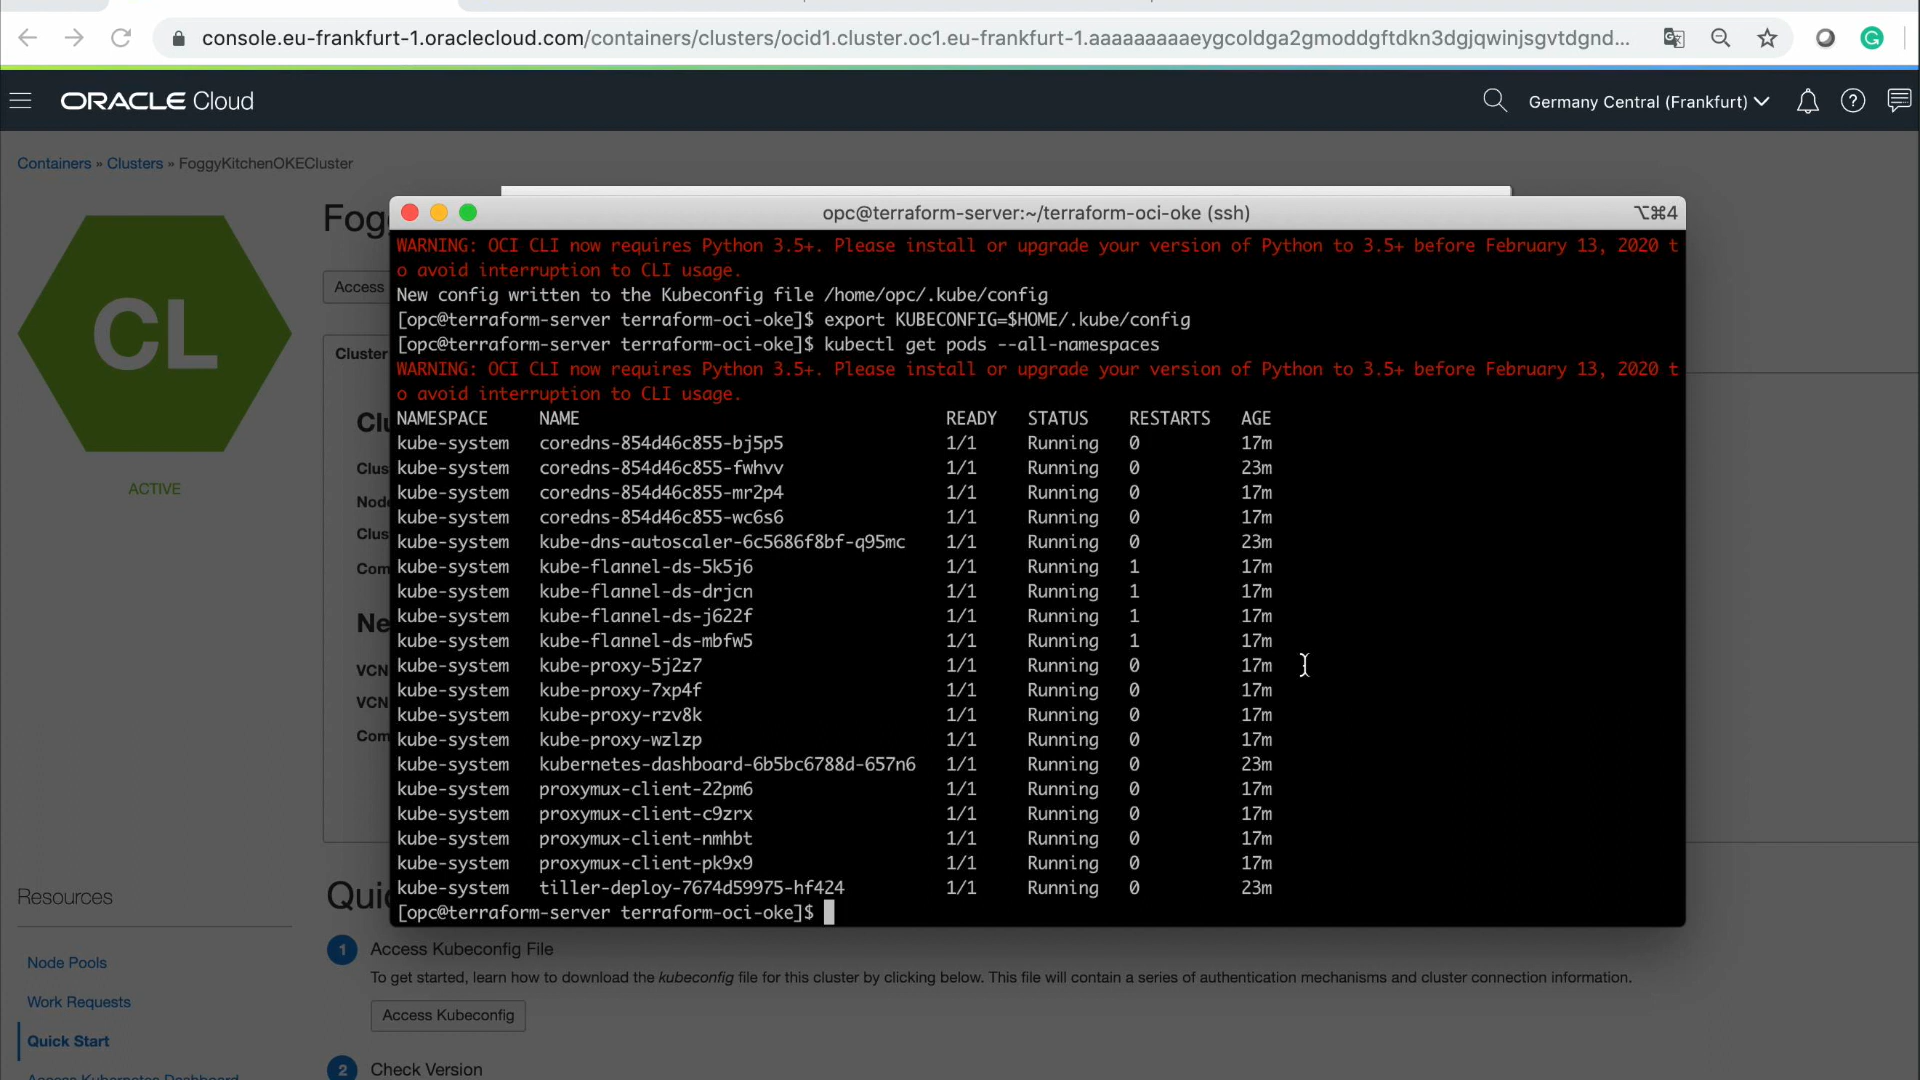 console.eu-frankfurt-1.oraclecloud.com/containers/clusters/ocid1.cluster.oc1.eu-frankfurt-1.aaaaaaaaaeygcoldga2gmoddgftdkn3dgjqwinjsgvtdgnd...
ORACLE Cloud
Germany Central (Frankfurt)
Containers » Clusters » FoggyKitchenOKECluster
CL
ACTIVE
Fog
Access
Cluster
Clu
Clus
Node
Clus
Com
Ne
VCN
VCN
Com
opc@terraform-server:~/terraform-oci-oke (ssh)
⌥⌘4
WARNING: OCI CLI now requires Python 3.5+. Please install or upgrade your version of Python to 3.5+ before February 13, 2020 t
o avoid interruption to CLI usage.
New config written to the Kubeconfig file /home/opc/.kube/config
[opc@terraform-server terraform-oci-oke]$ export KUBECONFIG=$HOME/.kube/config
[opc@terraform-server terraform-oci-oke]$ kubectl get pods --all-namespaces
WARNING: OCI CLI now requires Python 3.5+. Please install or upgrade your version of Python to 3.5+ before February 13, 2020 t
o avoid interruption to CLI usage.
NAMESPACE NAME READY STATUS RESTARTS AGE
kube-system coredns-854d46c855-bj5p5 1/1 Running 0 17m
kube-system coredns-854d46c855-fwhvv 1/1 Running 0 23m
kube-system coredns-854d46c855-mr2p4 1/1 Running 0 17m
kube-system coredns-854d46c855-wc6s6 1/1 Running 0 17m
kube-system kube-dns-autoscaler-6c5686f8bf-q95mc 1/1 Running 0 23m
kube-system kube-flannel-ds-5k5j6 1/1 Running 1 17m
kube-system kube-flannel-ds-drjcn 1/1 Running 1 17m
kube-system kube-flannel-ds-j622f 1/1 Running 1 17m
kube-system kube-flannel-ds-mbfw5 1/1 Running 1 17m
kube-system kube-proxy-5j2z7 1/1 Running 0 17m
kube-system kube-proxy-7xp4f 1/1 Running 0 17m
kube-system kube-proxy-rzv8k 1/1 Running 0 17m
kube-system kube-proxy-wzlzp 1/1 Running 0 17m
kube-system kubernetes-dashboard-6b5bc6788d-657n6 1/1 Running 0 23m
kube-system proxymux-client-22pm6 1/1 Running 0 17m
kube-system proxymux-client-c9zrx 1/1 Running 0 17m
kube-system proxymux-client-nmhbt 1/1 Running 0 17m
kube-system proxymux-client-pk9x9 1/1 Running 0 17m
kube-system tiller-deploy-7674d59975-hf424 1/1 Running 0 23m
[opc@terraform-server terraform-oci-oke]$
Resources
Node Pools
Work Requests
Quick Start
Access Kubernetes Dashboard
Quic
1 Access Kubeconfig File
To get started, learn how to download the kubeconfig file for this cluster by clicking below. This file will contain a series of authentication mechanisms and cluster connection information.
Access Kubeconfig
2 Check Version